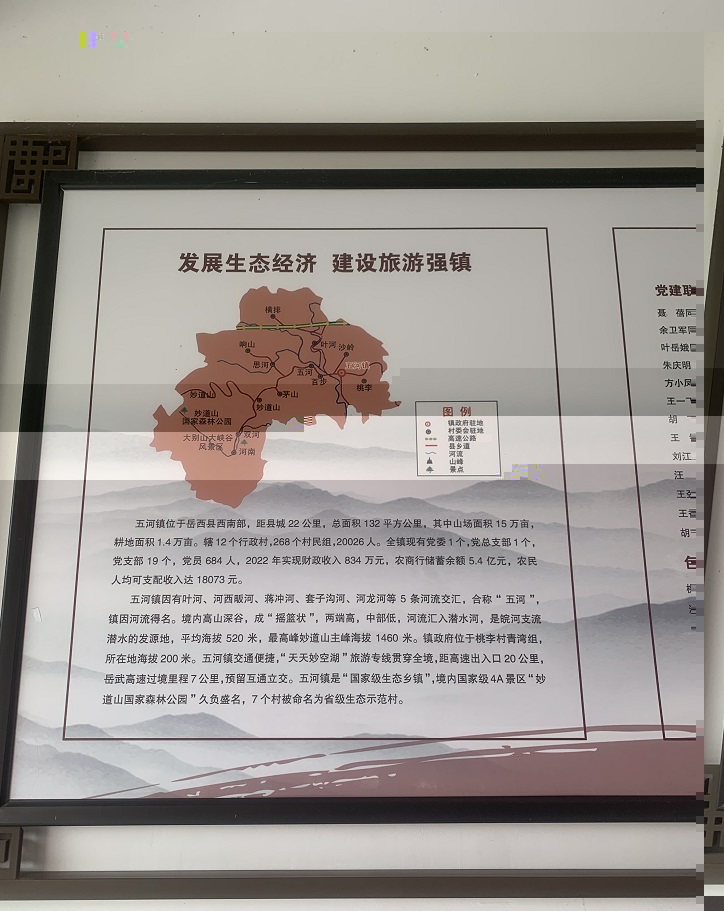 发展生态经济 建设旅游强镇
横排
响山
叶河
沙岭
思河
五河
五河镇
百步
桃李
妙道山
茅山
妙道山
妙道山
国家森林公园
双河
大别山大峡谷
风景区
河南
图例
镇政府驻地
村委会驻地
高速公路
县乡道
河流
山峰
景点
五河镇位于岳西县西南部，距县城 22 公里，总面积 132 平方公里，其中山场面积 15 万亩，
耕地面积 1.4 万亩。辖 12 个行政村，268 个村民组，20026 人。全镇现有党委 1 个，党总支部 1 个，
党支部 19 个，党员 684 人，2022 年实现财政收入 834 万元，农商行储蓄余额 5.4 亿元，农民
人均可支配收入达 18073 元。
五河镇因有叶河、河西畈河、蒋冲河、套子沟河、河龙河等 5 条河流交汇，合称“五河”，
镇因河流得名。境内高山深谷，成“摇篮状”，两端高，中部低，河流汇入潜水河，是皖河支流
潜水的发源地，平均海拔 520 米，最高峰妙道山主峰海拔 1460 米。镇政府位于桃李村青湾组，
所在地海拔 200 米。五河镇交通便捷，“天天妙空湖”旅游专线贯穿全境，距高速出入口 20 公里，
岳武高速过境里程 7 公里，预留互通立交。五河镇是“国家级生态乡镇”，境内国家级 4A 景区“妙
道山国家森林公园”久负盛名，7 个村被命名为省级生态示范村。
党建联
聂 蓓
余卫军
叶岳娥
朱庆明
方小凤
王一
胡
王
刘江
汪
王
王
胡